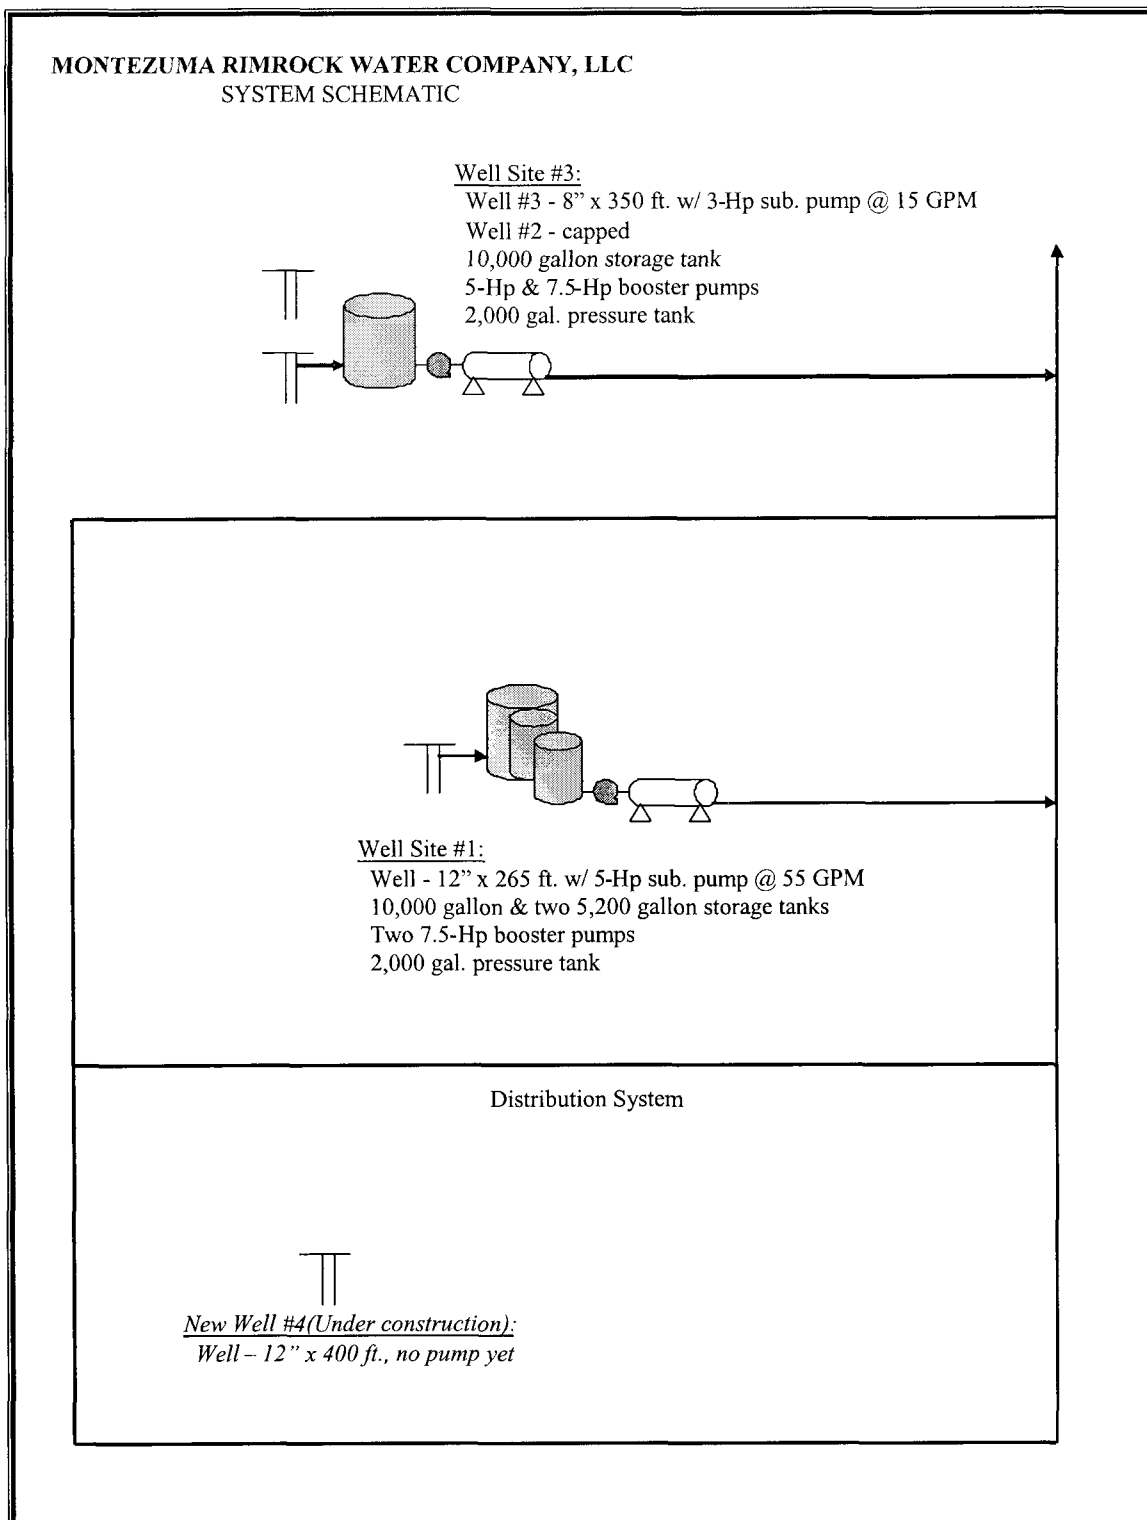 MONTEZUMA RIMROCK WATER COMPANY, LLC
SYSTEM SCHEMATIC
Well Site #3:
Well #3 - 8" x 350 ft. w/ 3-Hp sub. pump @ 15 GPM
Well #2 - capped
10,000 gallon storage tank
5-Hp & 7.5-Hp booster pumps
2,000 gal. pressure tank
Well Site #1:
Well - 12" x 265 ft. w/ 5-Hp sub. pump @ 55 GPM
10,000 gallon & two 5,200 gallon storage tanks
Two 7.5-Hp booster pumps
2,000 gal. pressure tank
Distribution System
New Well #4(Under construction):
Well – 12" x 400 ft., no pump yet